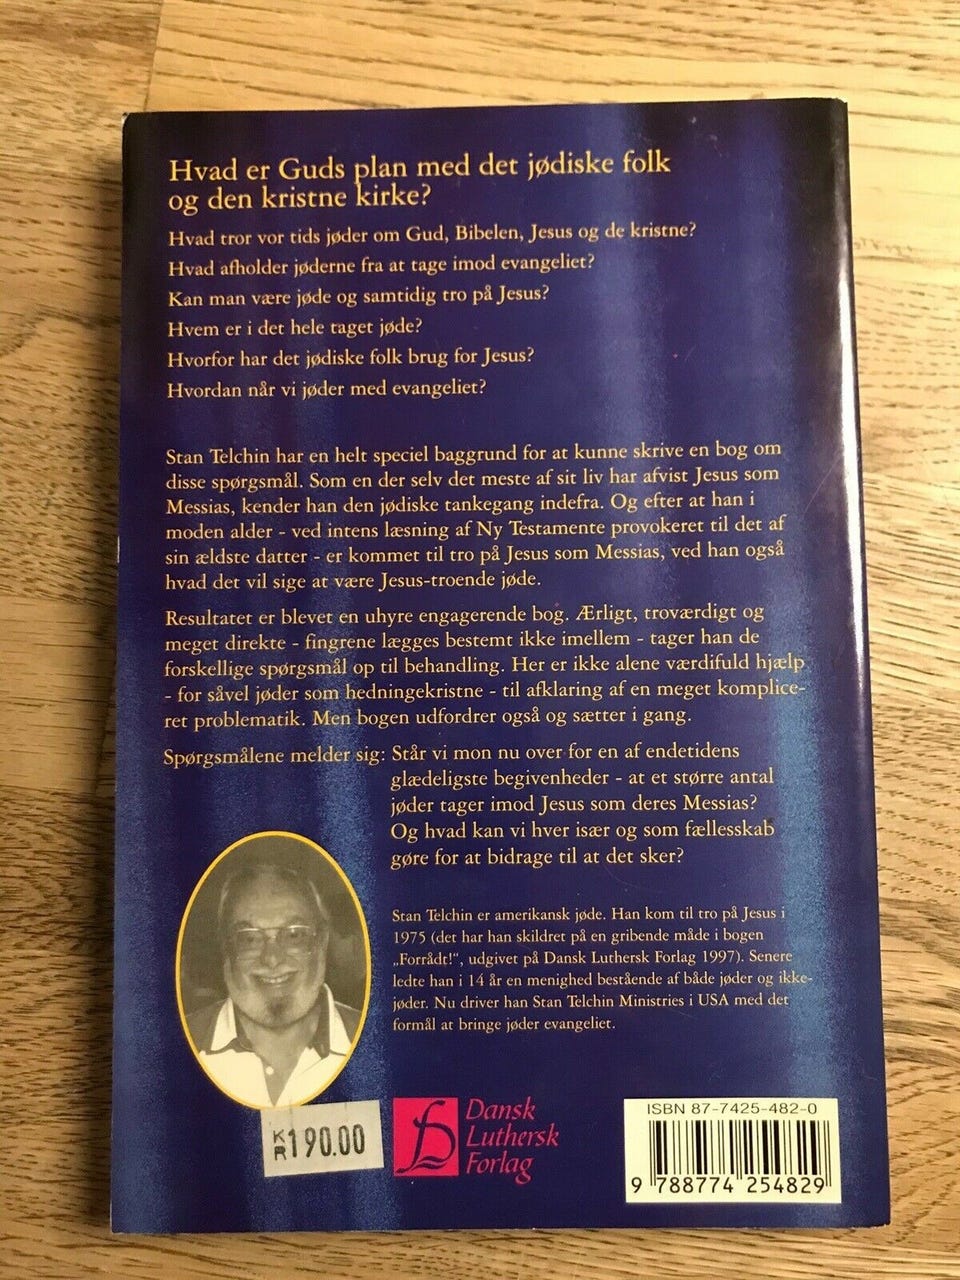 Hvad er Guds plan med det jødiske folk
og den kristne kirke?
Hvad tror vor tids jøder om Gud, Bibelen, Jesus og de kristne?
Hvad afholder jøderne fra at tage imod evangeliet?
Kan man være jøde og samtidig tro på Jesus?
Hvem er i det hele taget jøde?
Hvorfor har det jødiske folk brug for Jesus?
Hvordan når vi jøder med evangeliet?
Stan Telchin har en helt speciel baggrund for at kunne skrive en bog om
disse spørgsmål. Som en der selv det meste af sit liv har afvist Jesus som
Messias, kender han den jødiske tankegang indefra. Og efter at han i
moden alder - ved intens læsning af Ny Testamente provokeret til det af
sin ældste datter - er kommet til tro på Jesus som Messias, ved han også
hvad det vil sige at være Jesus-troende jøde.
Resultatet er blevet en uhyre engagerende bog. Ærligt, troværdigt og
meget direkte - fingrene lægges bestemt ikke imellem - tager han de
forskellige spørgsmål op til behandling. Her er ikke alene værdifuld hjælp
- for såvel jøder som hedningekristne - til afklaring af en meget komplice-
ret problematik. Men bogen udfordrer også og sætter i gang.
Spørgsmålene melder sig: Står vi mon nu over for en af endetidens
glædeligste begivenheder - at et større antal
jøder tager imod Jesus som deres Messias?
Og hvad kan vi hver især og som fællesskab
gøre for at bidrage til at det sker?
Stan Telchin er amerikansk jøde. Han kom til tro på Jesus i
1975 (det har han skildret på en gribende måde i bogen
„Forrådt!“, udgivet på Dansk Luthersk Forlag 1997). Senere
ledte han i 14 år en menighed bestående af både jøder og ikke-
jøder. Nu driver han Stan Telchin Ministries i USA med det
formål at bringe jøder evangeliet.
KR 190.00
Dansk
Luthersk
Forlag
ISBN 87-7425-482-0
9 788774 254829